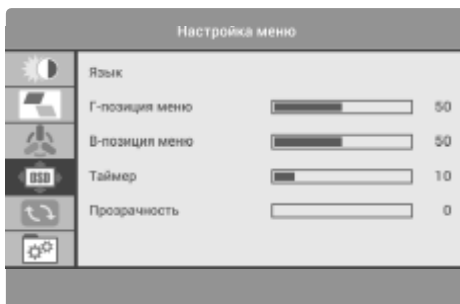 Настройка меню
Язык
Г-позиция меню 50
В-позиция меню 50
OSD
Таймер 10
Прозрачность 0